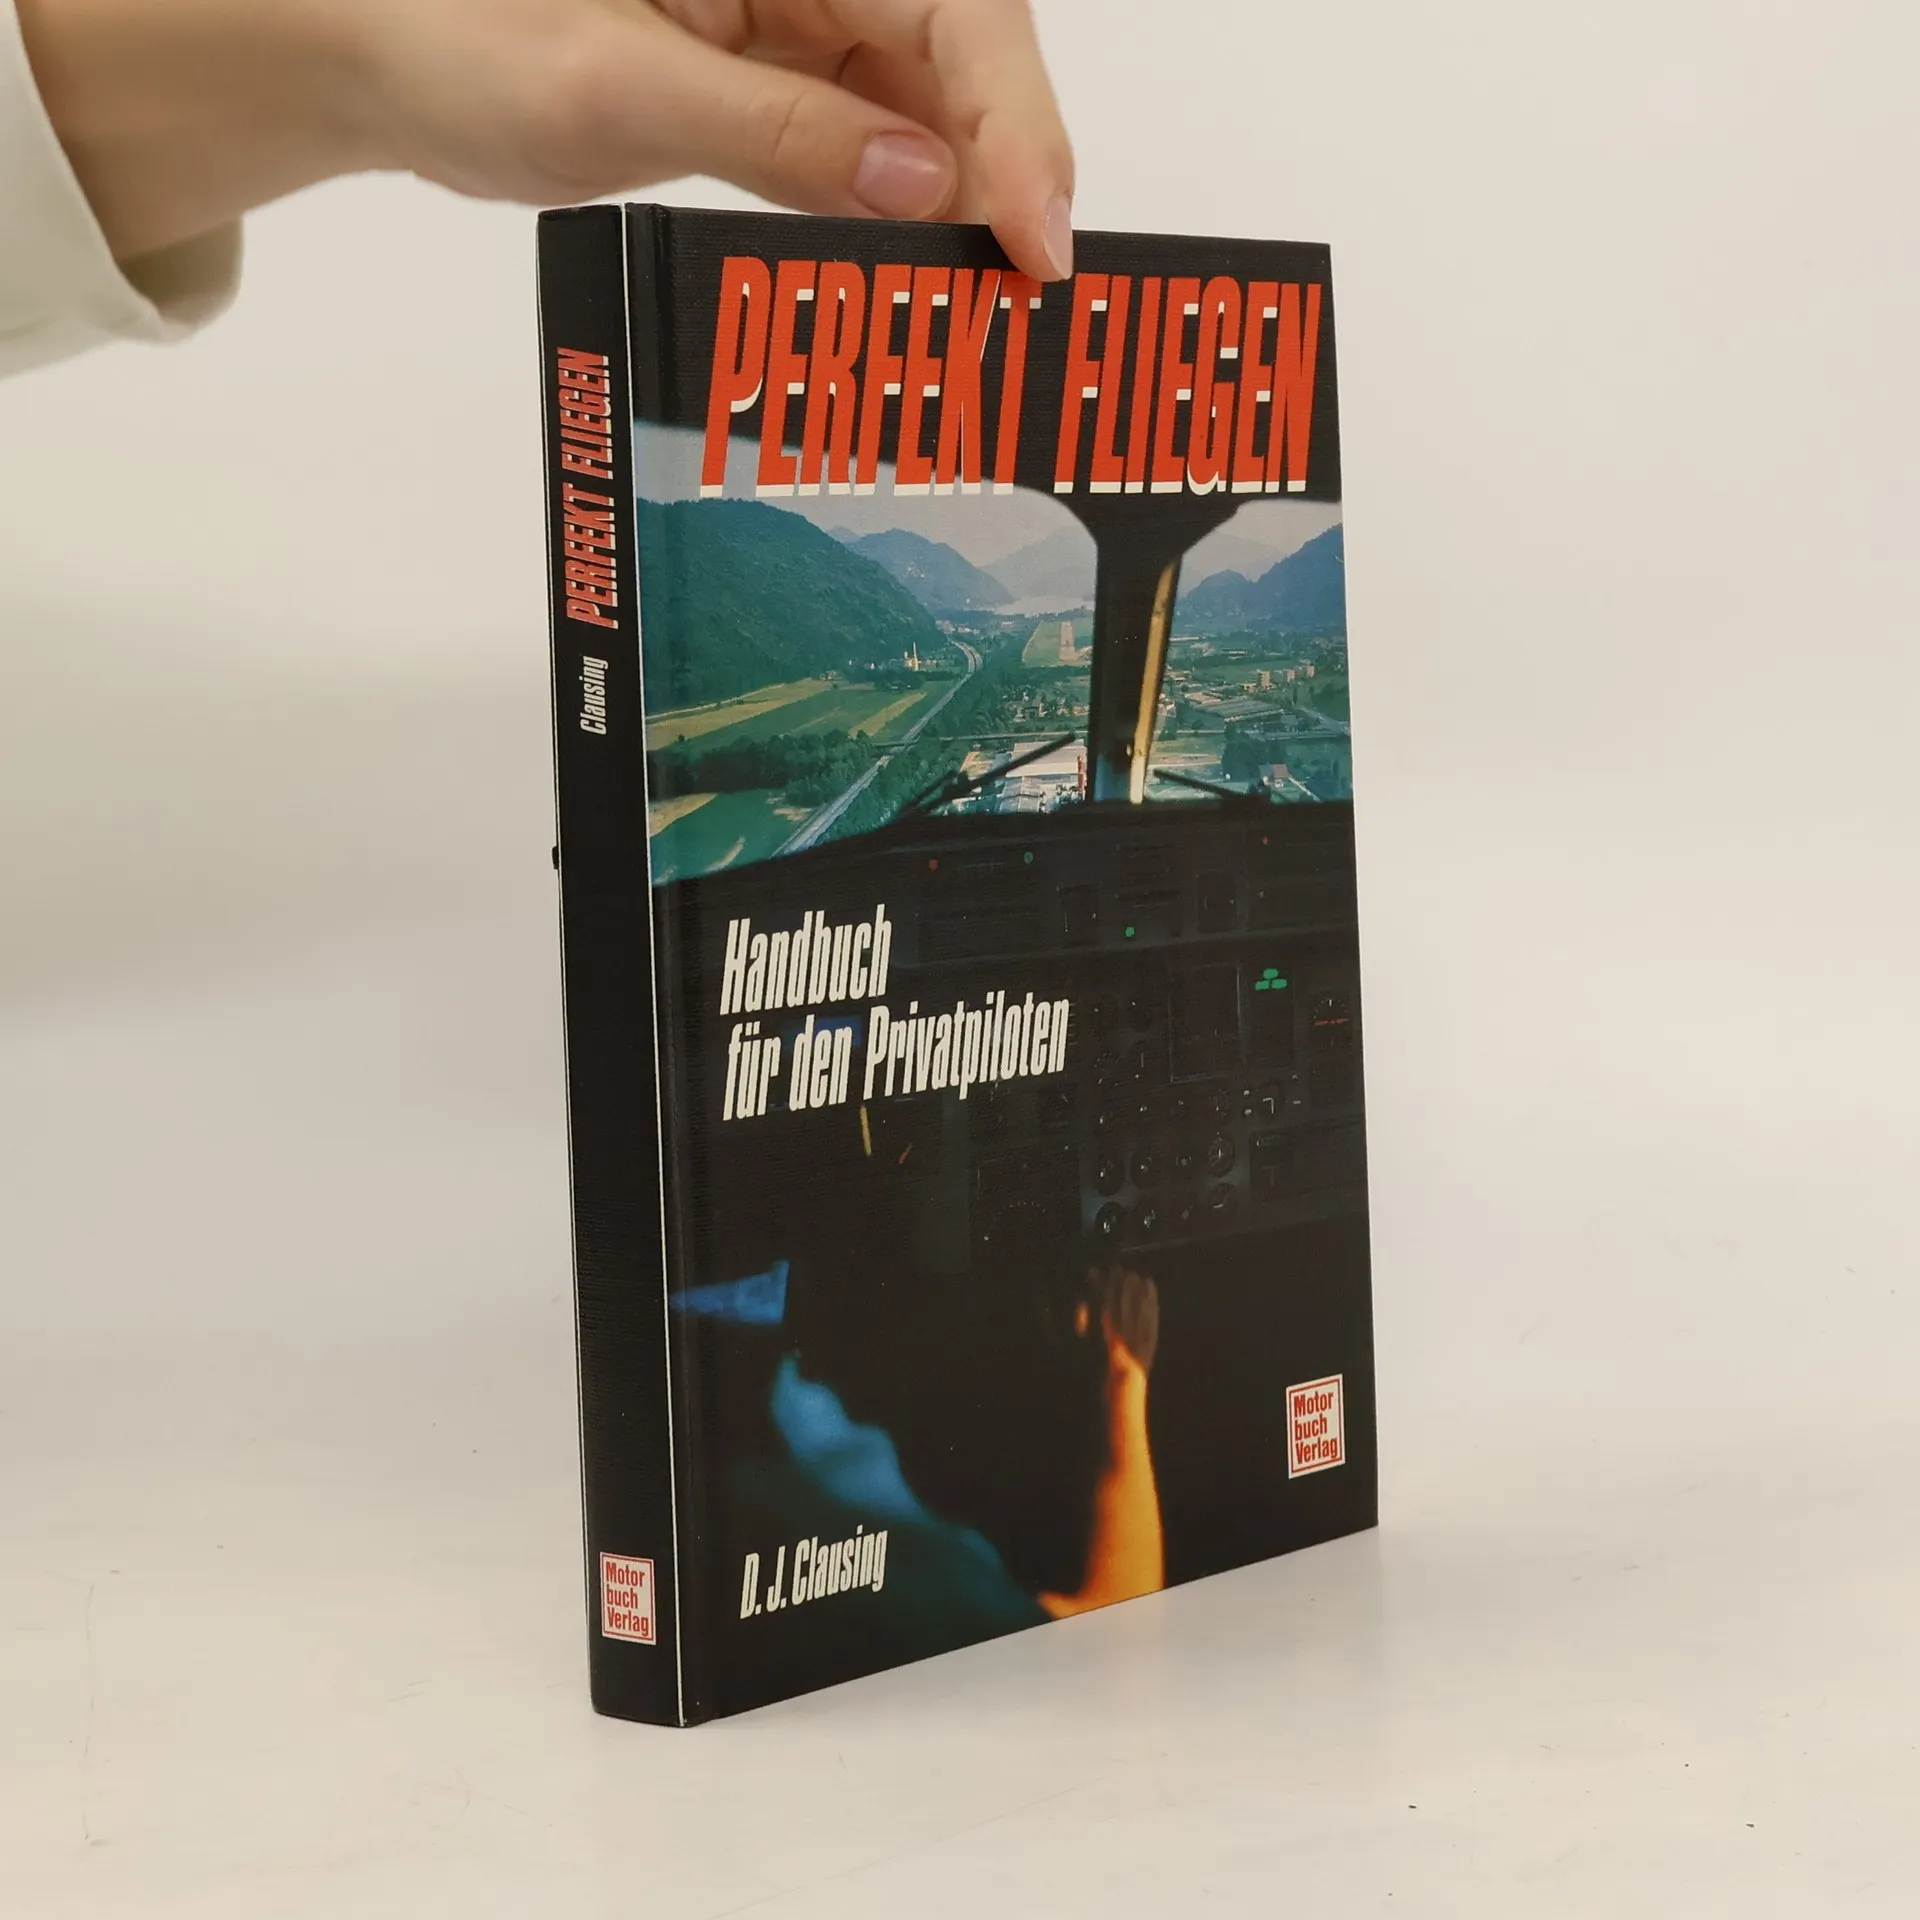 PERFEKT FLIEGEN
Handbuch
für den Privatpiloten
D. J. Clausing
Motor
buch
Verlag
Clausing PERFEKT FLIEGEN
Motor
buch
Verlag